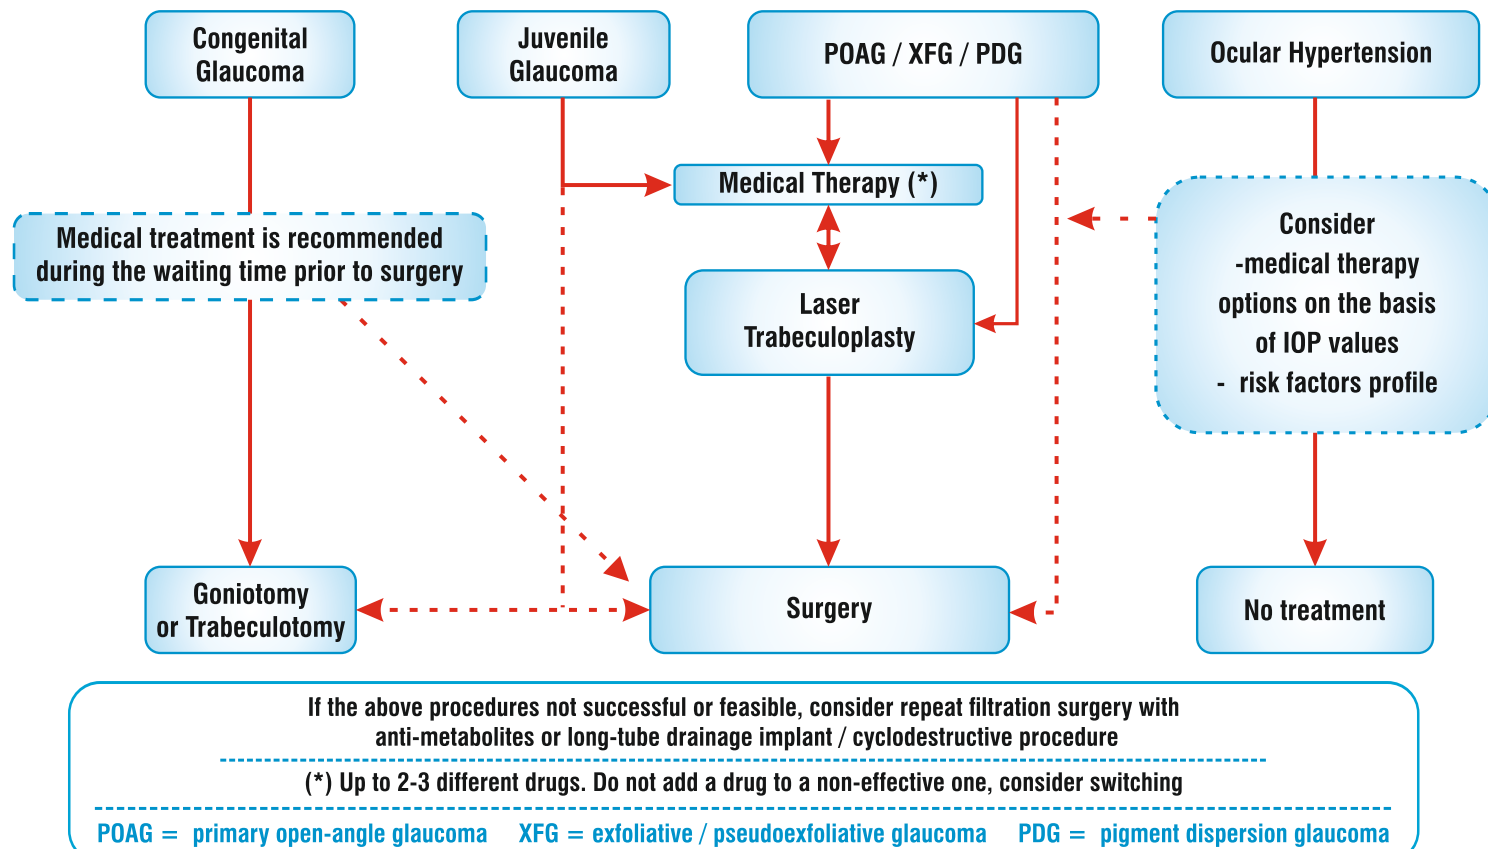 Congenital
Glaucoma
Juvenile
Glaucoma
POAG / XFG / PDG
Ocular Hypertension
Medical Therapy (*)
Medical treatment is recommended
during the waiting time prior to surgery
Consider
-medical therapy
options on the basis
of IOP values
- risk factors profile
Laser
Trabeculoplasty
Goniotomy
or Trabeculotomy
Surgery
No treatment
If the above procedures not successful or feasible, consider repeat filtration surgery with
anti-metabolites or long-tube drainage implant / cyclodestructive procedure
(*) Up to 2-3 different drugs. Do not add a drug to a non-effective one, consider switching
POAG = primary open-angle glaucoma XFG = exfoliative / pseudoexfoliative glaucoma PDG = pigment dispersion glaucoma